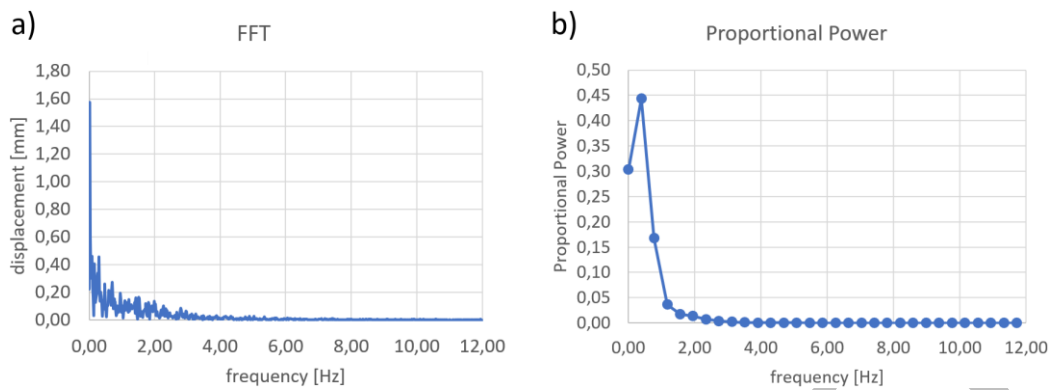 a)
FFT
displacement [mm]
1,80
1,60
1,40
1,20
1,00
0,80
0,60
0,40
0,20
0,00
0,00 2,00 4,00 6,00 8,00 10,00 12,00
frequency [Hz]
b)
Proportional Power
Proportional Power
0,50
0,45
0,40
0,35
0,30
0,25
0,20
0,15
0,10
0,05
0,00
0,00 2,00 4,00 6,00 8,00 10,00 12,00
frequency [Hz]